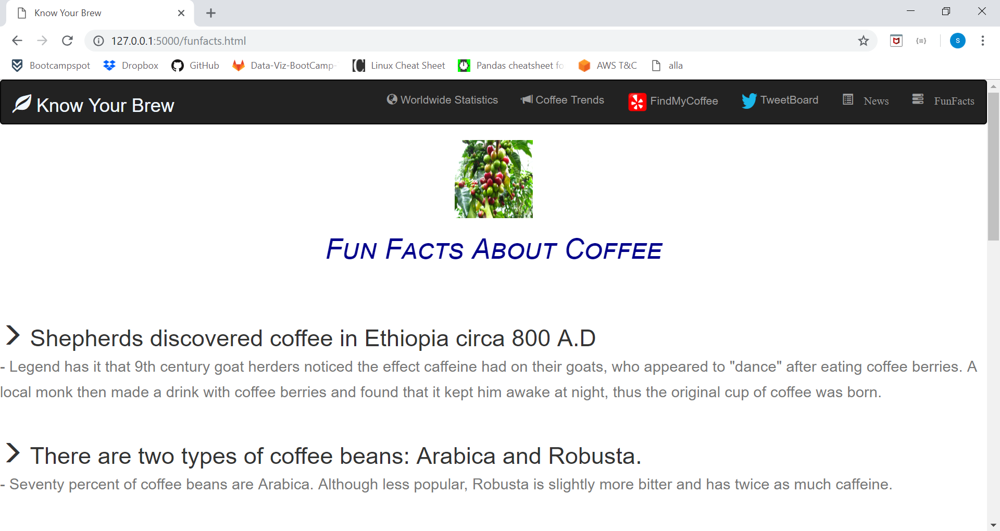 Know Your Brew
127.0.0.1:5000/funfacts.html
S
Bootcampspot Dropbox GitHub Data-Viz-BootCamp- Linux Cheat Sheet Pandas cheatsheet fo AWS T&C alla
Know Your Brew Worldwide Statistics Coffee Trends FindMyCoffee TweetBoard News FunFacts
Fun Facts About Coffee
Shepherds discovered coffee in Ethiopia circa 800 A.D
- Legend has it that 9th century goat herders noticed the effect caffeine had on their goats, who appeared to "dance" after eating coffee berries. A
local monk then made a drink with coffee berries and found that it kept him awake at night, thus the original cup of coffee was born.
There are two types of coffee beans: Arabica and Robusta.
- Seventy percent of coffee beans are Arabica. Although less popular, Robusta is slightly more bitter and has twice as much caffeine.